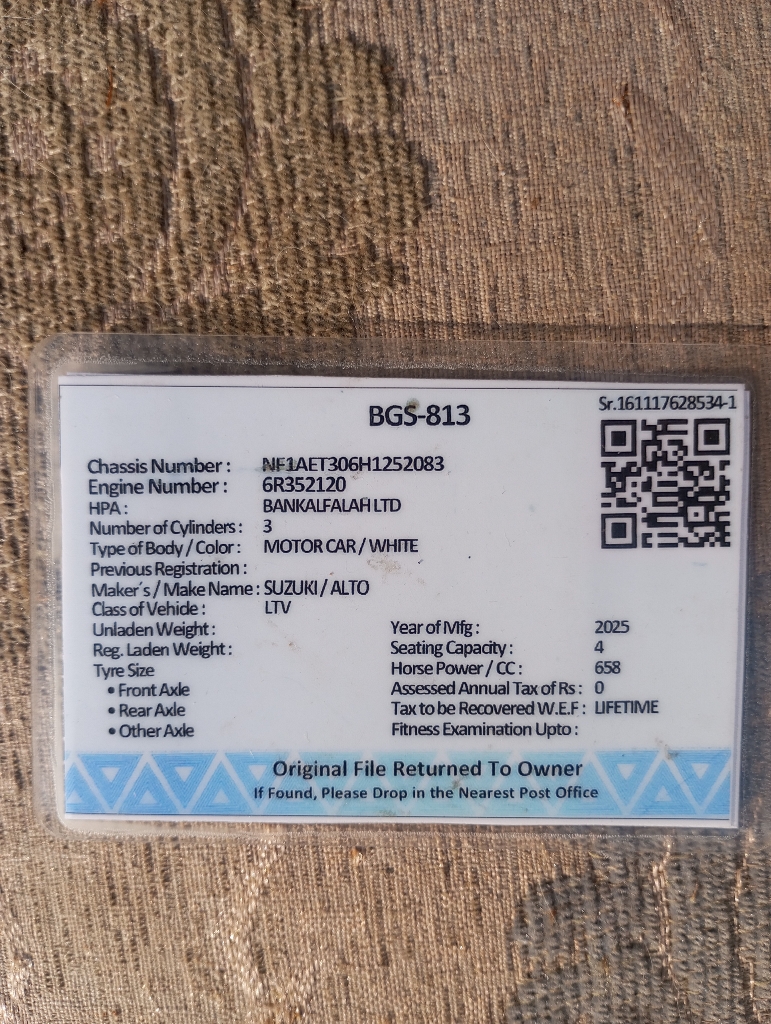 BGS-813
Sr.161117628534-1
Chassis Number : NF1AET306H1252083
Engine Number : 6R352120
HPA : BANKALFALAH LTD
Number of Cylinders : 3
Type of Body / Color : MOTOR CAR / WHITE
Previous Registration :
Maker´s / Make Name : SUZUKI / ALTO
Class of Vehicle : LTV
Unladen Weight : Year of Mfg : 2025
Reg. Laden Weight : Seating Capacity : 4
Tyre Size Horse Power / CC : 658
• Front Axle Assessed Annual Tax of Rs : 0
• Rear Axle Tax to be Recovered W.E.F : LIFETIME
• Other Axle Fitness Examination Upto :
Original File Returned To Owner
If Found, Please Drop in the Nearest Post Office